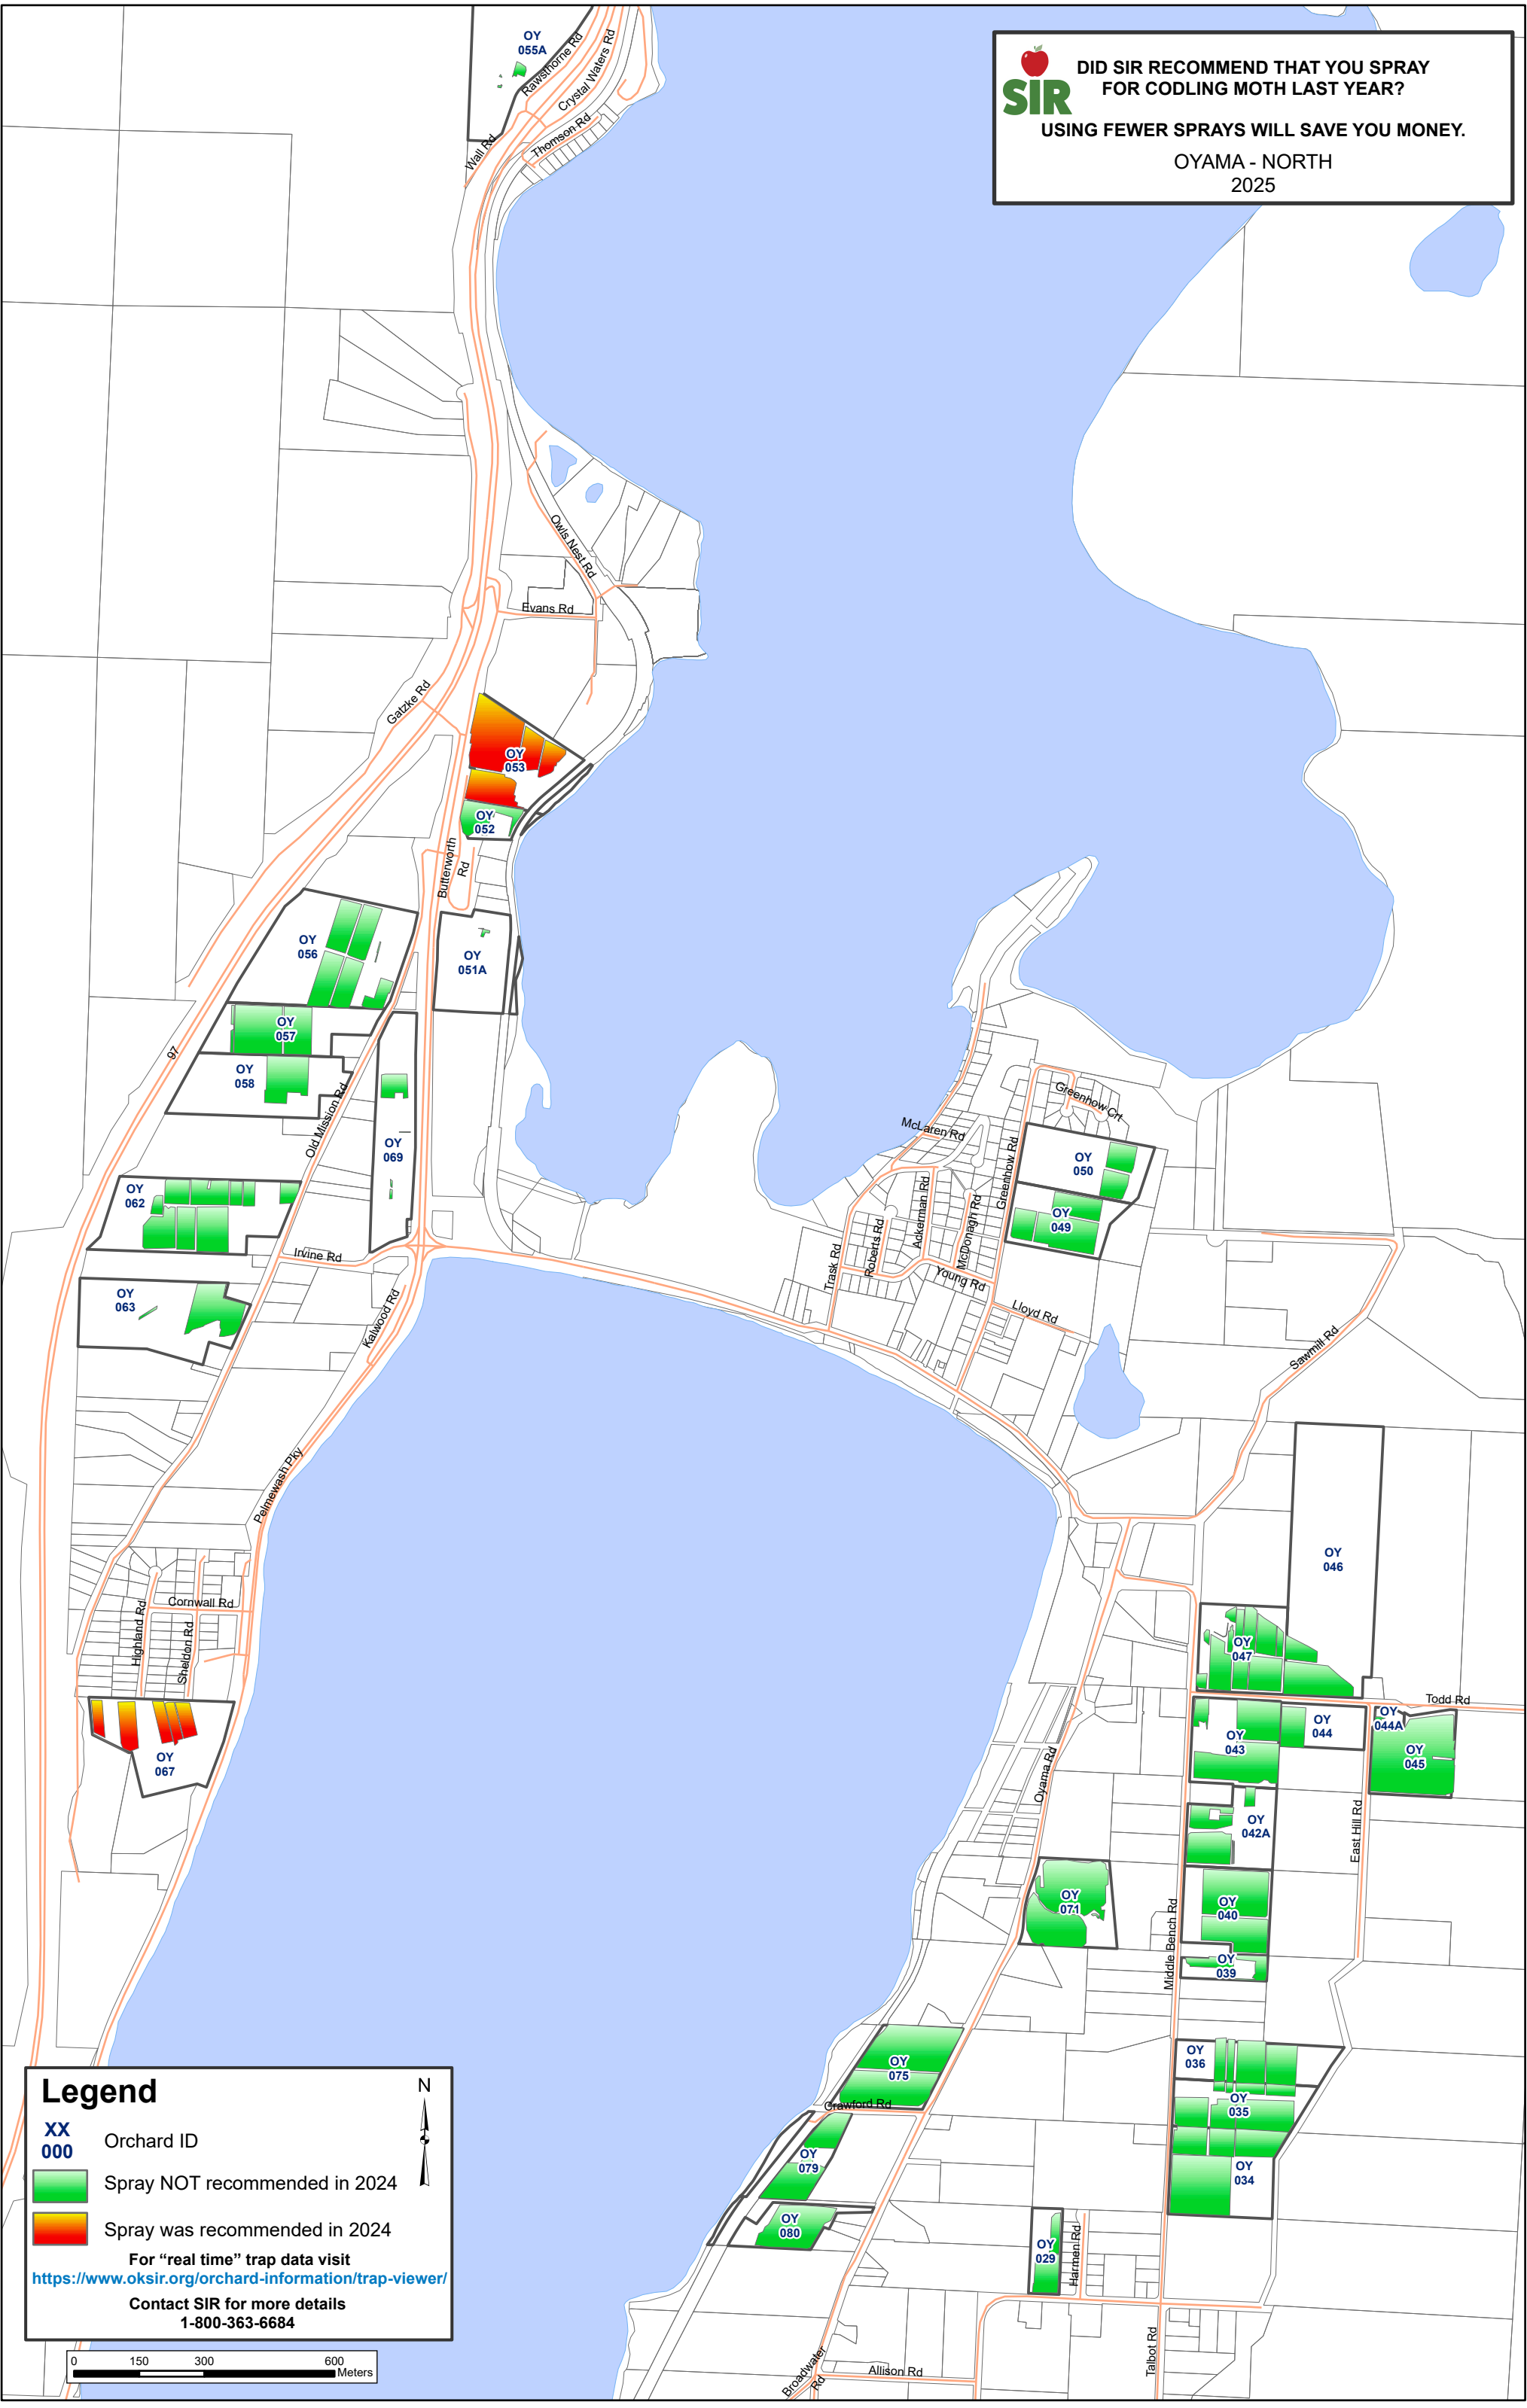 SIR
DID SIR RECOMMEND THAT YOU SPRAY
FOR CODLING MOTH LAST YEAR?
USING FEWER SPRAYS WILL SAVE YOU MONEY.
OYAMA - NORTH
2025
OY
055A
Rawsthorne Rd
Crystal Waters Rd
Thomson Rd
Wall Rd
Owls Nest Rd
Evans Rd
Gatzke Rd
OY
053
OY
052
Butterworth
Rd
OY
056
OY
051A
OY
057
OY
058
97
Old Mission Rd
OY
069
OY
062
Irvine Rd
OY
063
Kalwood Rd
Pelmewash Pky
Greenhow Crt
McLaren Rd
Greenhow Rd
OY
050
OY
049
Ackerman Rd
McDonagh Rd
Roberts Rd
Trask Rd
Young Rd
Lloyd Rd
Sawmill Rd
OY
046
Cornwall Rd
Highland Rd
Sheldon Rd
OY
067
OY
047
Todd Rd
OY
043
OY
044
OY
044A
OY
045
Oyama Rd
OY
042A
East Hill Rd
OY
071
OY
040
Middle Bench Rd
OY
039
OY
036
OY
035
OY
034
OY
075
Crawford Rd
OY
079
OY
080
OY
029
Harmen Rd
Talbot Rd
Allison Rd
Broadwater
Rd
Legend
N
XX
000
Orchard ID
Spray NOT recommended in 2024
Spray was recommended in 2024
For “real time” trap data visit
https://www.oksir.org/orchard-information/trap-viewer/
Contact SIR for more details
1-800-363-6684
0 150 300 600
Meters